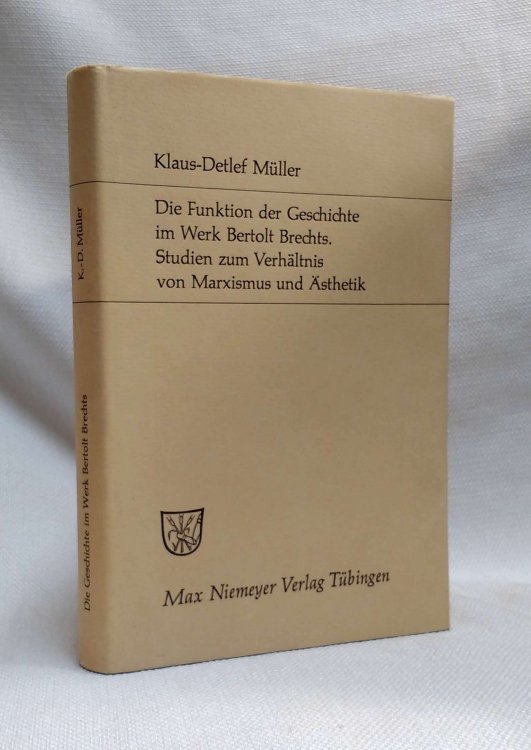 Klaus-Detlef Müller
Die Funktion der Geschichte
im Werk Bertolt Brechts.
Studien zum Verhältnis
von Marxismus und Ästhetik
Max Niemeyer Verlag Tübingen
K.-D. Müller
Die Geschichte im Werk Bertolt Brechts